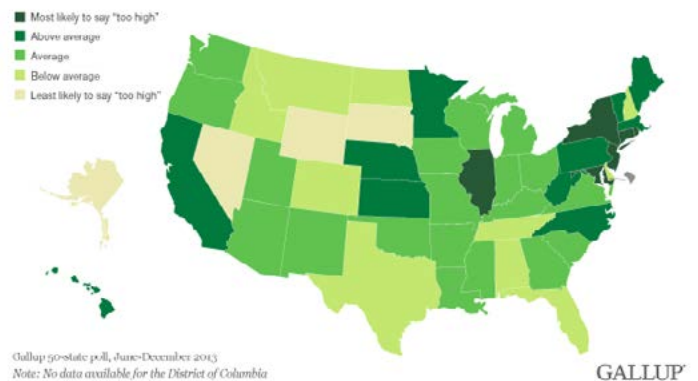 Most likely to say "too high"
Above average
Average
Below average
Least likely to say "too high"
Gallup 50-state poll, June-December 2013
Note: No data available for the District of Columbia
GALLUP